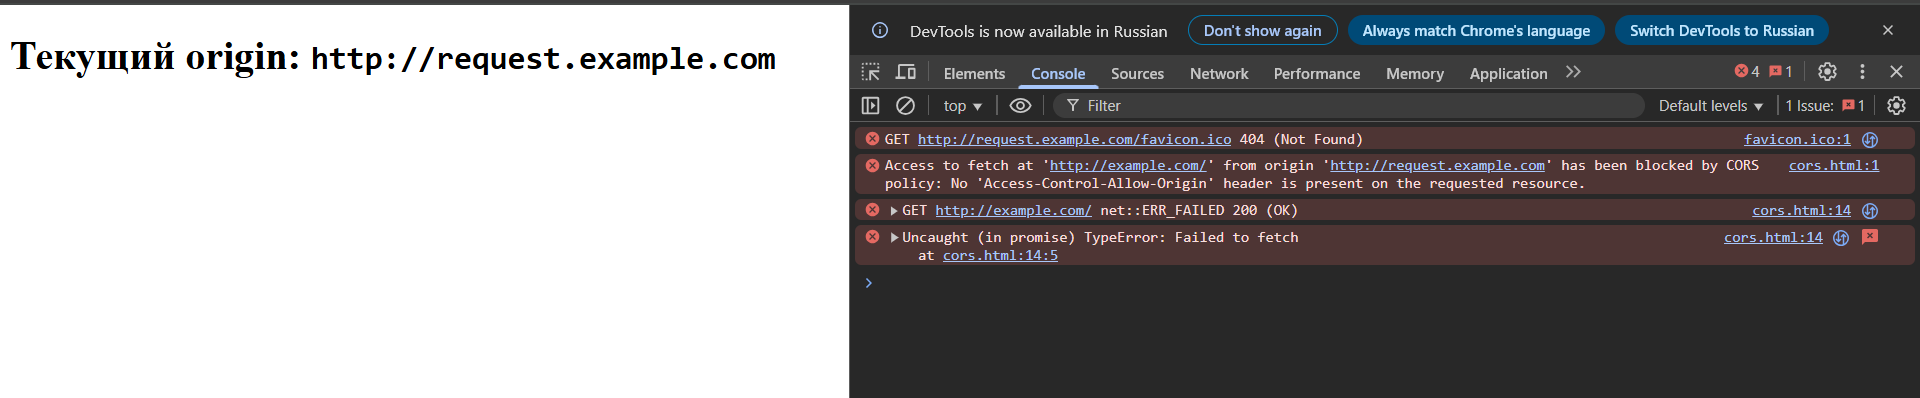 Текущий origin: http://request.example.com
DevTools is now available in Russian Don't show again Always match Chrome's language Switch DevTools to Russian
Elements Console Sources Network Performance Memory Application 4 1
top Filter Default levels 1 Issue: 1
GET http://request.example.com/favicon.ico 404 (Not Found) favicon.ico:1
Access to fetch at 'http://example.com/' from origin 'http://request.example.com' has been blocked by CORS cors.html:1
policy: No 'Access-Control-Allow-Origin' header is present on the requested resource.
GET http://example.com/ net::ERR_FAILED 200 (OK) cors.html:14
Uncaught (in promise) TypeError: Failed to fetch cors.html:14
at cors.html:14:5